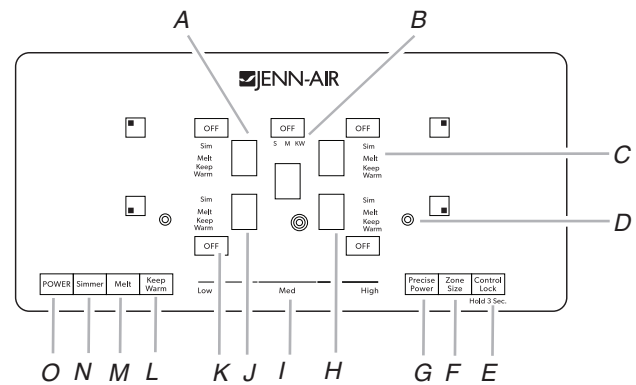 A B
JENN-AIR
OFF OFF OFF
S M KW
Sim Sim
Melt Melt
Keep Keep
Warm Warm
C
Sim Sim
Melt Melt
Keep Keep
Warm Warm
D
OFF OFF
POWER Simmer Melt Keep Warm
Low Med High
Precise Power Zone Size Control Lock
Hold 3 Sec.
O N M L K J I H G F E